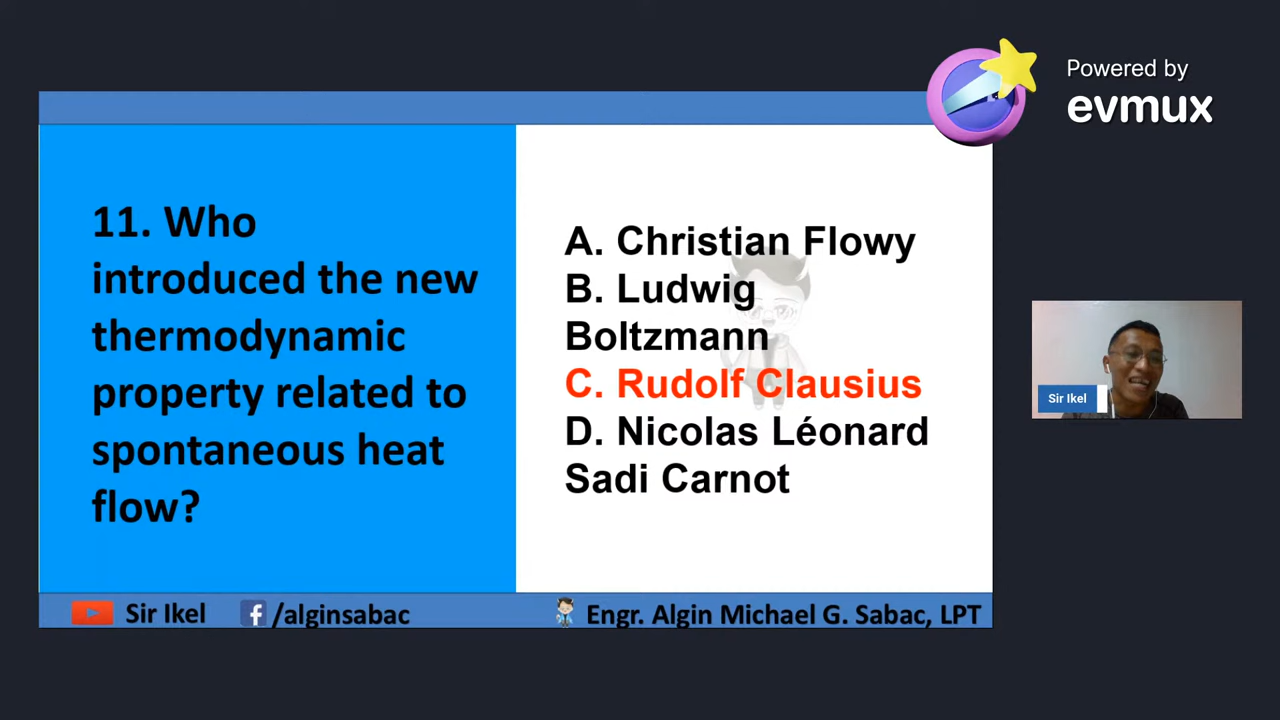 Powered by
evmux
11. Who
introduced the new
thermodynamic
property related to
spontaneous heat
flow?
A. Christian Flowy
B. Ludwig
Boltzmann
C. Rudolf Clausius
D. Nicolas Léonard
Sadi Carnot
Sir Ikel
Sir Ikel
/alginsabac
Engr. Algin Michael G. Sabac, LPT